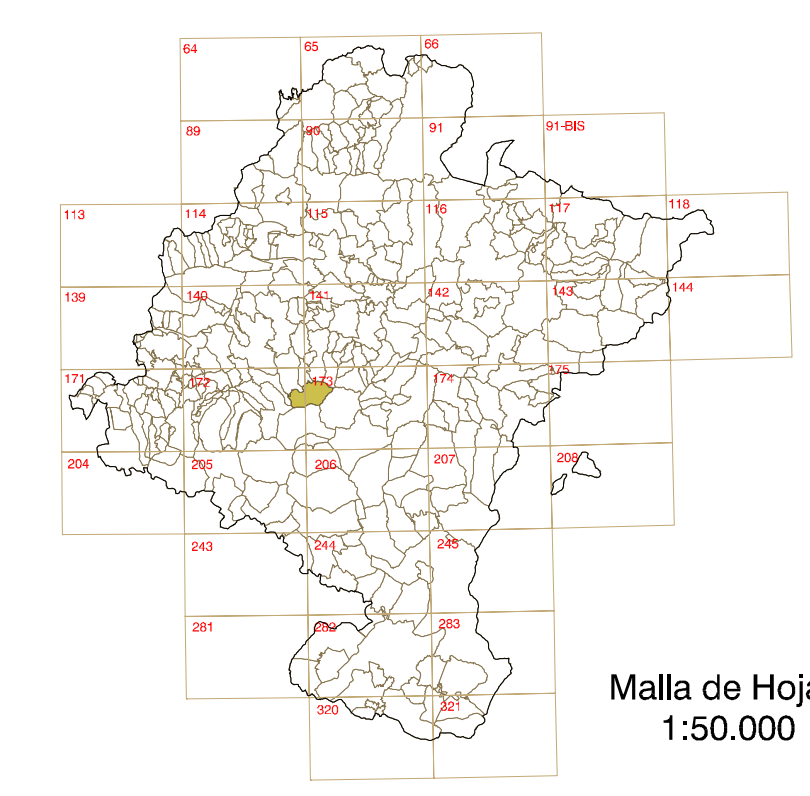 64 65 66
89 90 91 91-BIS
113 114 115 116 117 118
139 140 141 142 143 144
171 172 173 174 175
204 205 206 207 208
243 244 245
281 282 283
320 321
Malla de Hoja
1:50.000